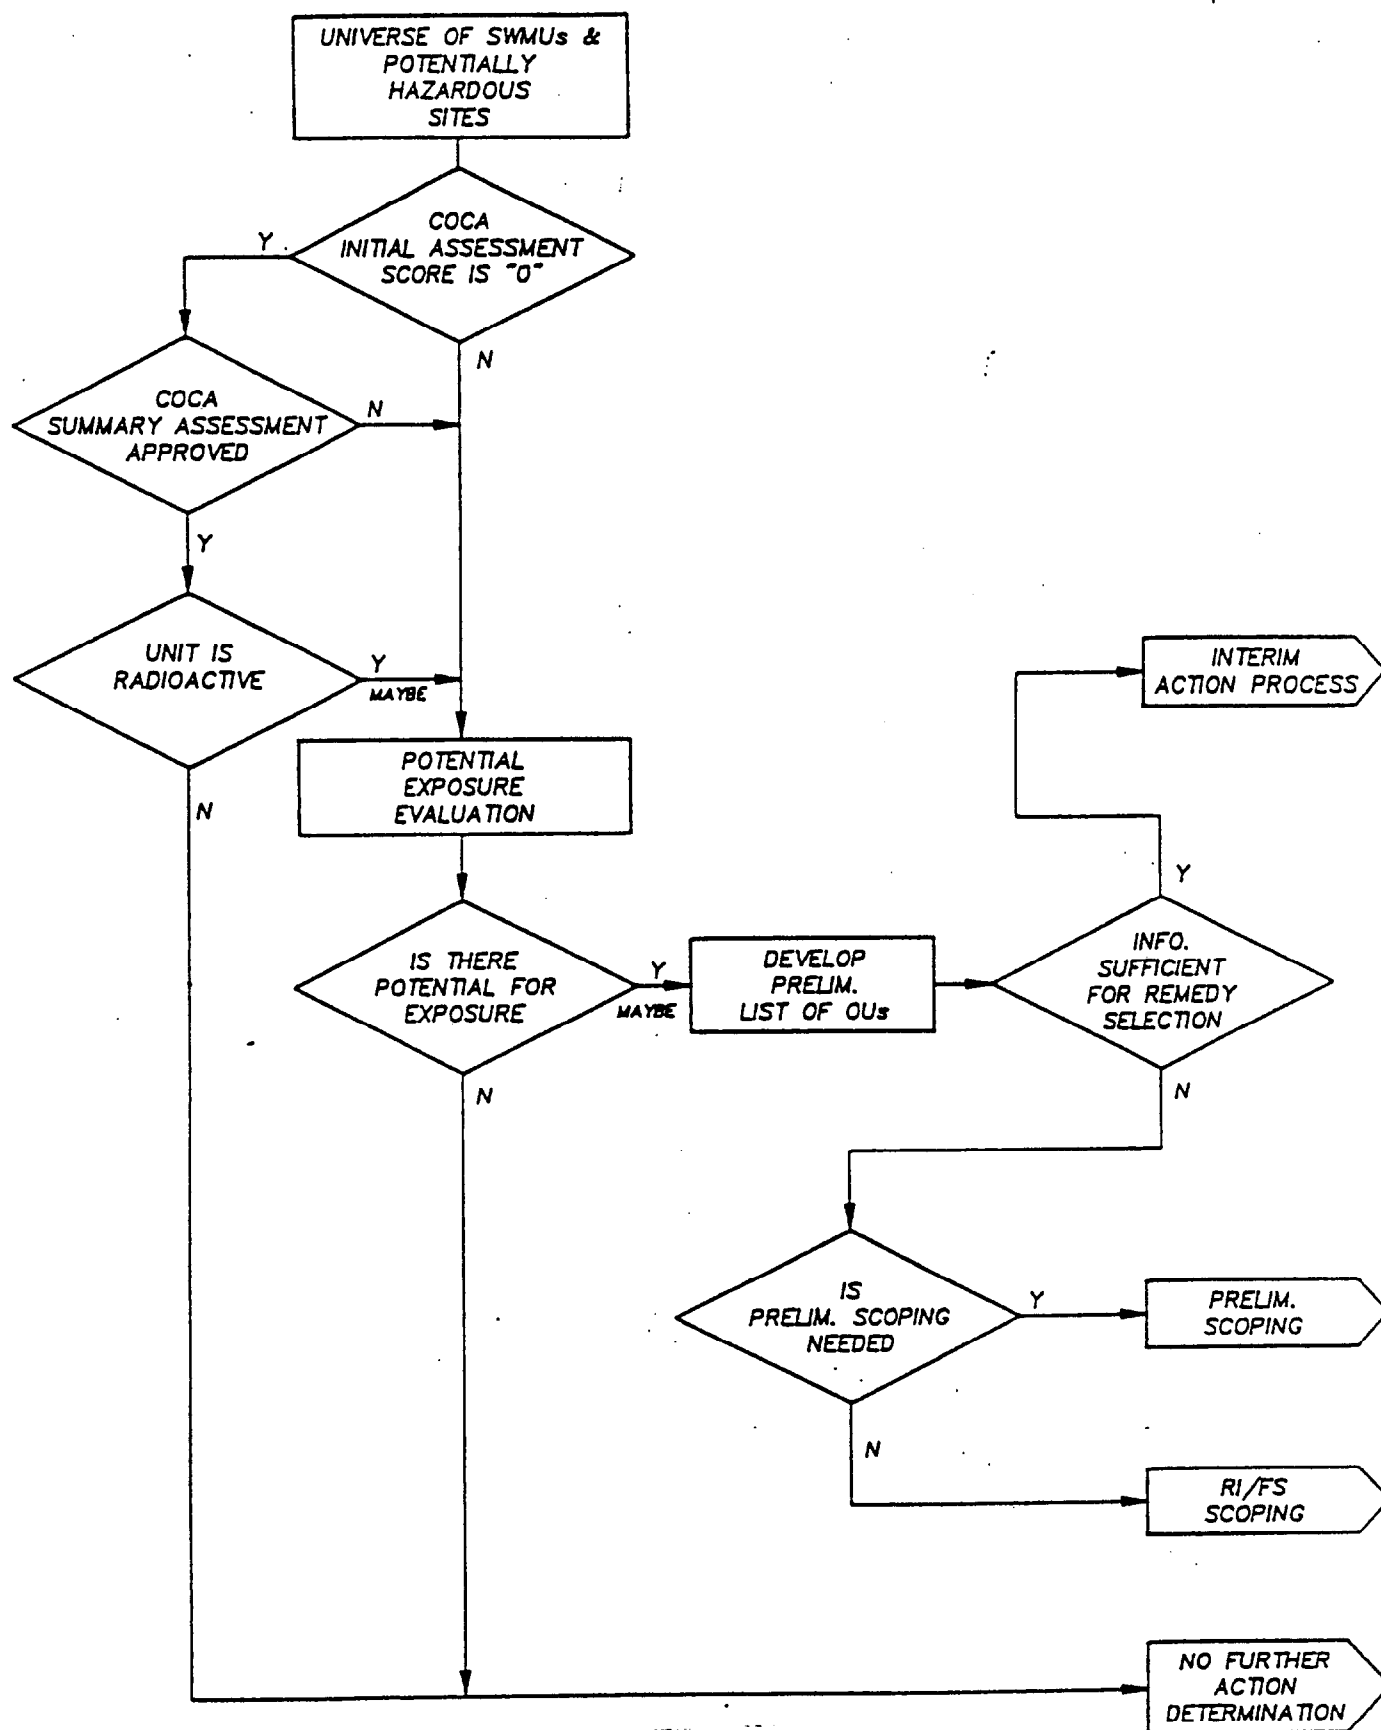 UNIVERSE OF SWMUs &
POTENTIALLY
HAZARDOUS
SITES
COCA
INITIAL ASSESSMENT
SCORE IS "0"
Y
N
COCA
SUMMARY ASSESSMENT
APPROVED
N
Y
UNIT IS
RADIOACTIVE
Y
MAYBE
N
POTENTIAL
EXPOSURE
EVALUATION
IS THERE
POTENTIAL FOR
EXPOSURE
Y
MAYBE
N
DEVELOP
PRELIM.
LIST OF OUs
INFO.
SUFFICIENT
FOR REMEDY
SELECTION
Y
N
INTERIM
ACTION PROCESS
IS
PRELIM. SCOPING
NEEDED
Y
N
PRELIM.
SCOPING
RI/FS
SCOPING
NO FURTHER
ACTION
DETERMINATION